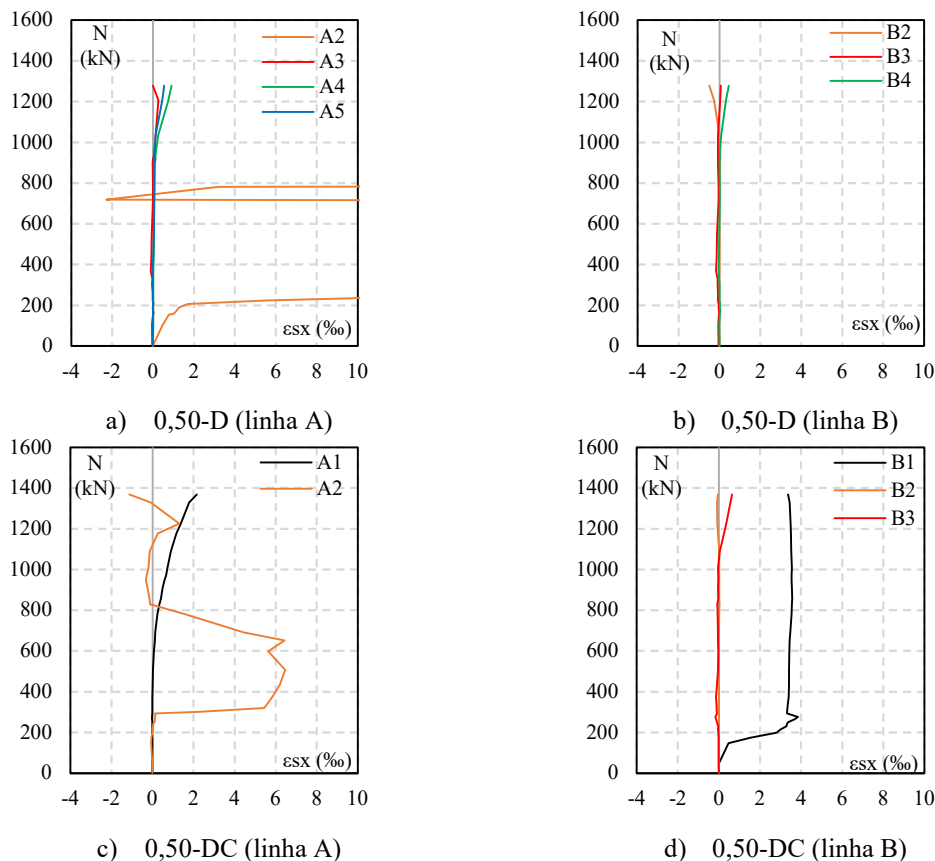 1600
1400
1200
1000
800
600
400
200
0
-4 -2 0 2 4 6 8 10
N
(kN)
εsx (‰)
A2
A3
A4
A5
a) 0,50-D (linha A)
1600
1400
1200
1000
800
600
400
200
0
-4 -2 0 2 4 6 8 10
N
(kN)
εsx (‰)
B2
B3
B4
b) 0,50-D (linha B)
1600
1400
1200
1000
800
600
400
200
0
-4 -2 0 2 4 6 8 10
N
(kN)
εsx (‰)
A1
A2
c) 0,50-DC (linha A)
1600
1400
1200
1000
800
600
400
200
0
-4 -2 0 2 4 6 8 10
N
(kN)
εsx (‰)
B1
B2
B3
d) 0,50-DC (linha B)